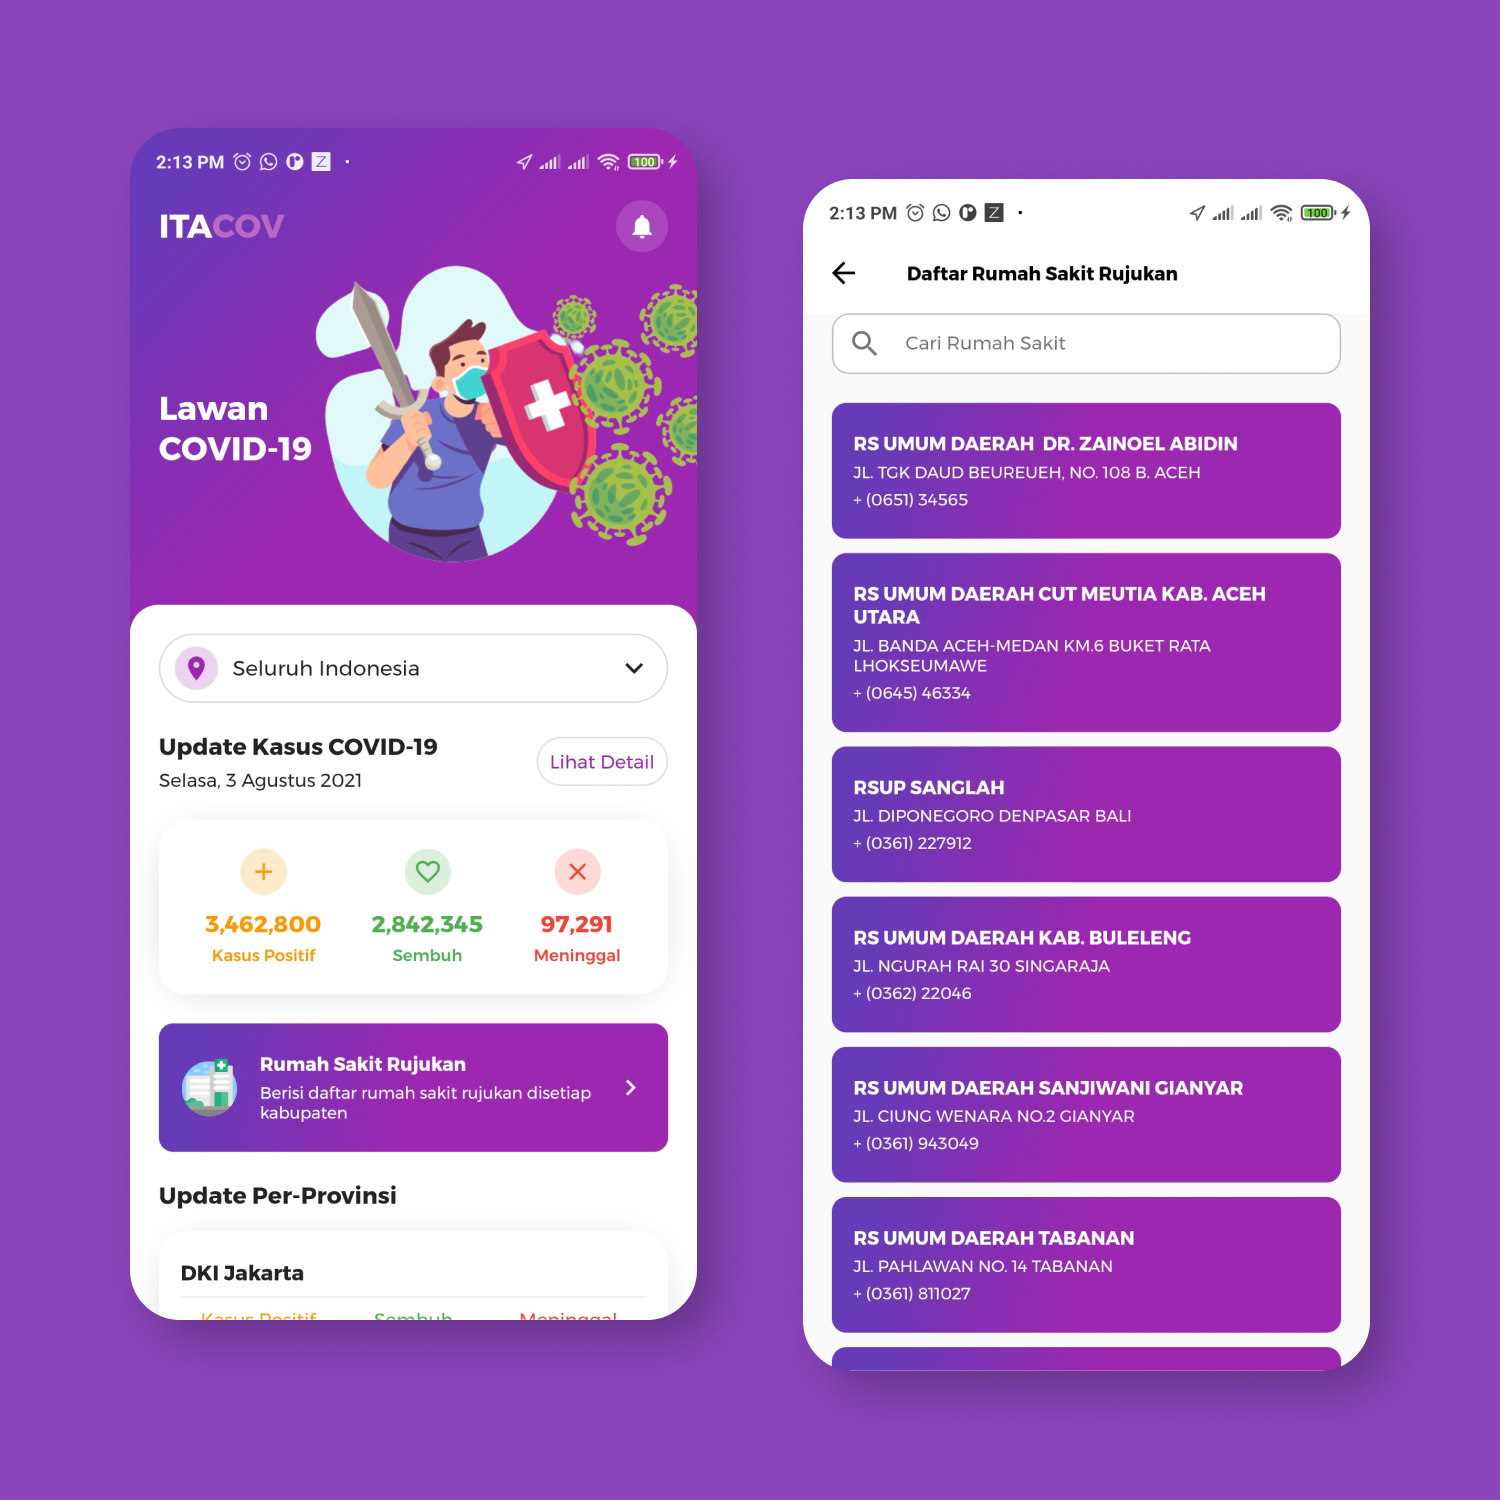 2:13 PM
100
ITACOV
Lawan
COVID-19
Seluruh Indonesia
Update Kasus COVID-19
Selasa, 3 Agustus 2021
Lihat Detail
3,462,800
Kasus Positif
2,842,345
Sembuh
97,291
Meninggal
Rumah Sakit Rujukan
Berisi daftar rumah sakit rujukan disetiap
kabupaten
Update Per-Provinsi
DKI Jakarta
Kasus Positif Sembuh Meninggal
2:13 PM
100
Daftar Rumah Sakit Rujukan
Cari Rumah Sakit
RS UMUM DAERAH  DR. ZAINOEL ABIDIN
JL. TGK DAUD BEUREUEH, NO. 108 B. ACEH
+ (0651) 34565
RS UMUM DAERAH CUT MEUTIA KAB. ACEH
UTARA
JL. BANDA ACEH-MEDAN KM.6 BUKET RATA
LHOKSEUMAWE
+ (0645) 46334
RSUP SANGLAH
JL. DIPONEGORO DENPASAR BALI
+ (0361) 227912
RS UMUM DAERAH KAB. BULELENG
JL. NGURAH RAI 30 SINGARAJA
+ (0362) 22046
RS UMUM DAERAH SANJIWANI GIANYAR
JL. CIUNG WENARA NO.2 GIANYAR
+ (0361) 943049
RS UMUM DAERAH TABANAN
JL. PAHLAWAN NO. 14 TABANAN
+ (0361) 811027